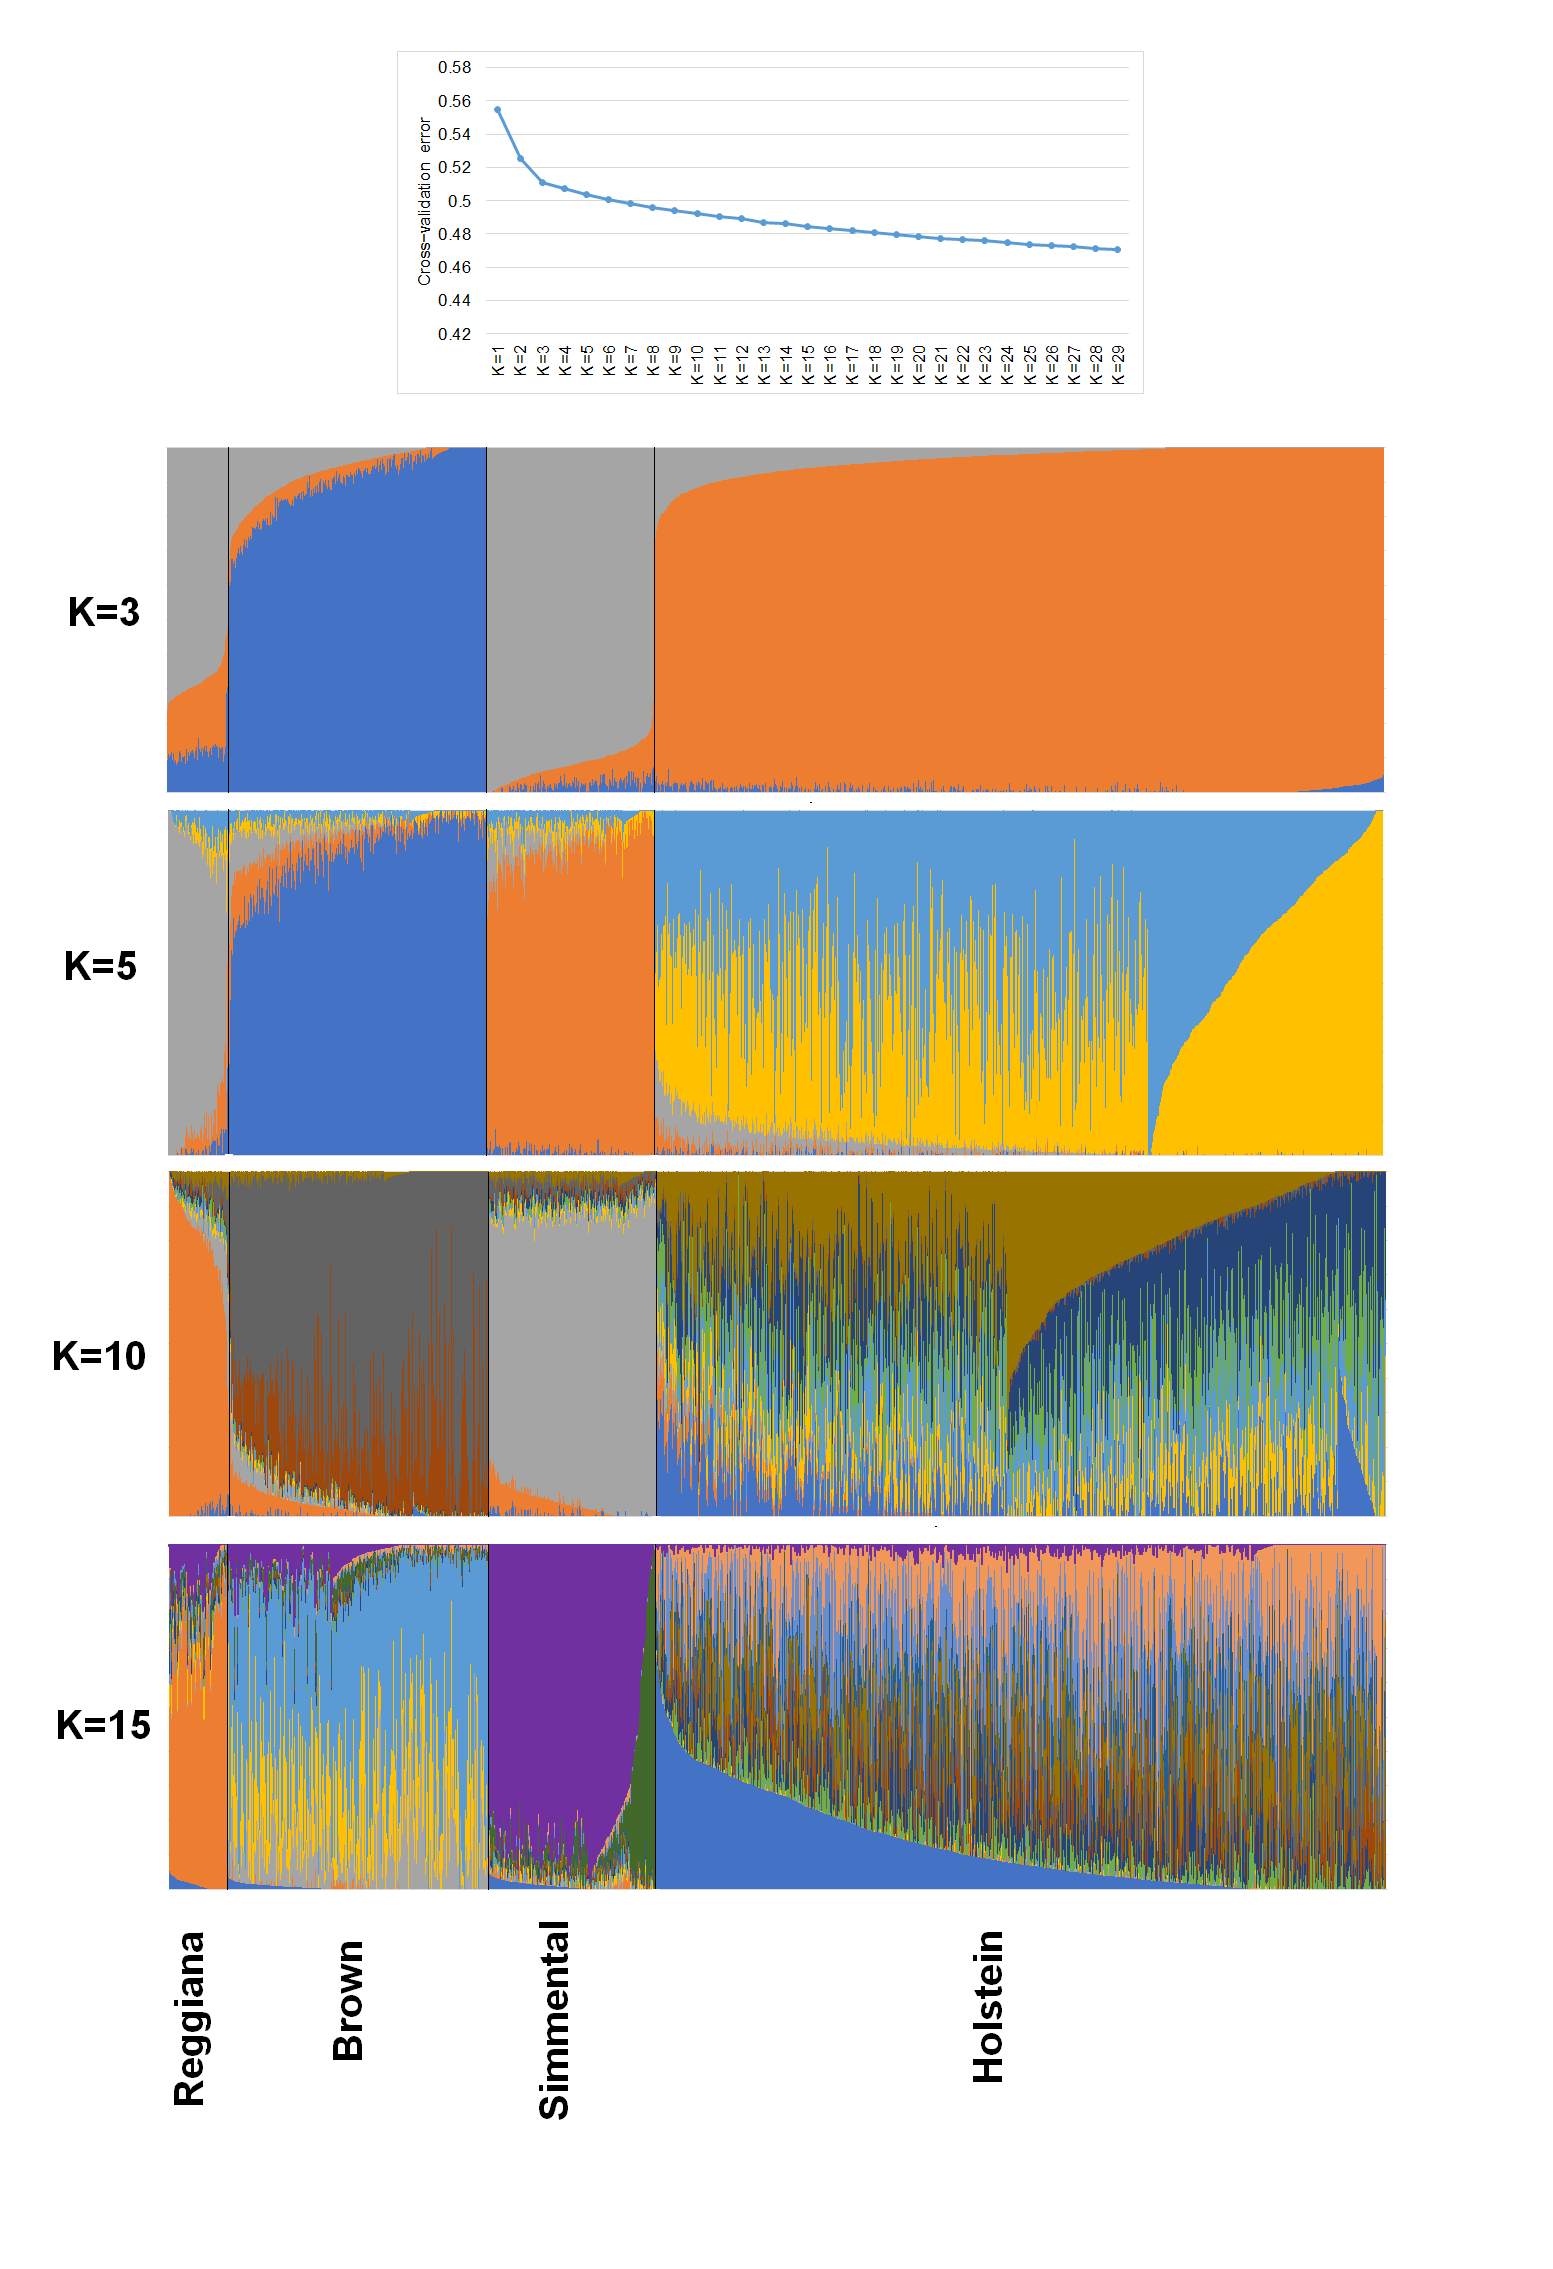 0.58
0.56
0.54
0.52
0.5
0.48
0.46
0.44
0.42
Cross-validation error
K=1
K=2
K=3
K=4
K=5
K=6
K=7
K=8
K=9
K=10
K=11
K=12
K=13
K=14
K=15
K=16
K=17
K=18
K=19
K=20
K=21
K=22
K=23
K=24
K=25
K=26
K=27
K=28
K=29
K=3
K=5
K=10
K=15
Reggiana
Brown
Simmental
Holstein